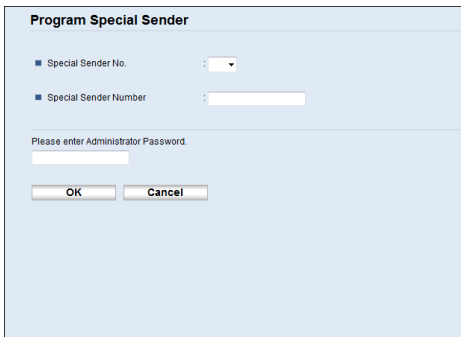 Program Special Sender
Special Sender No. :
Special Sender Number :
Please enter Administrator Password.
OK Cancel